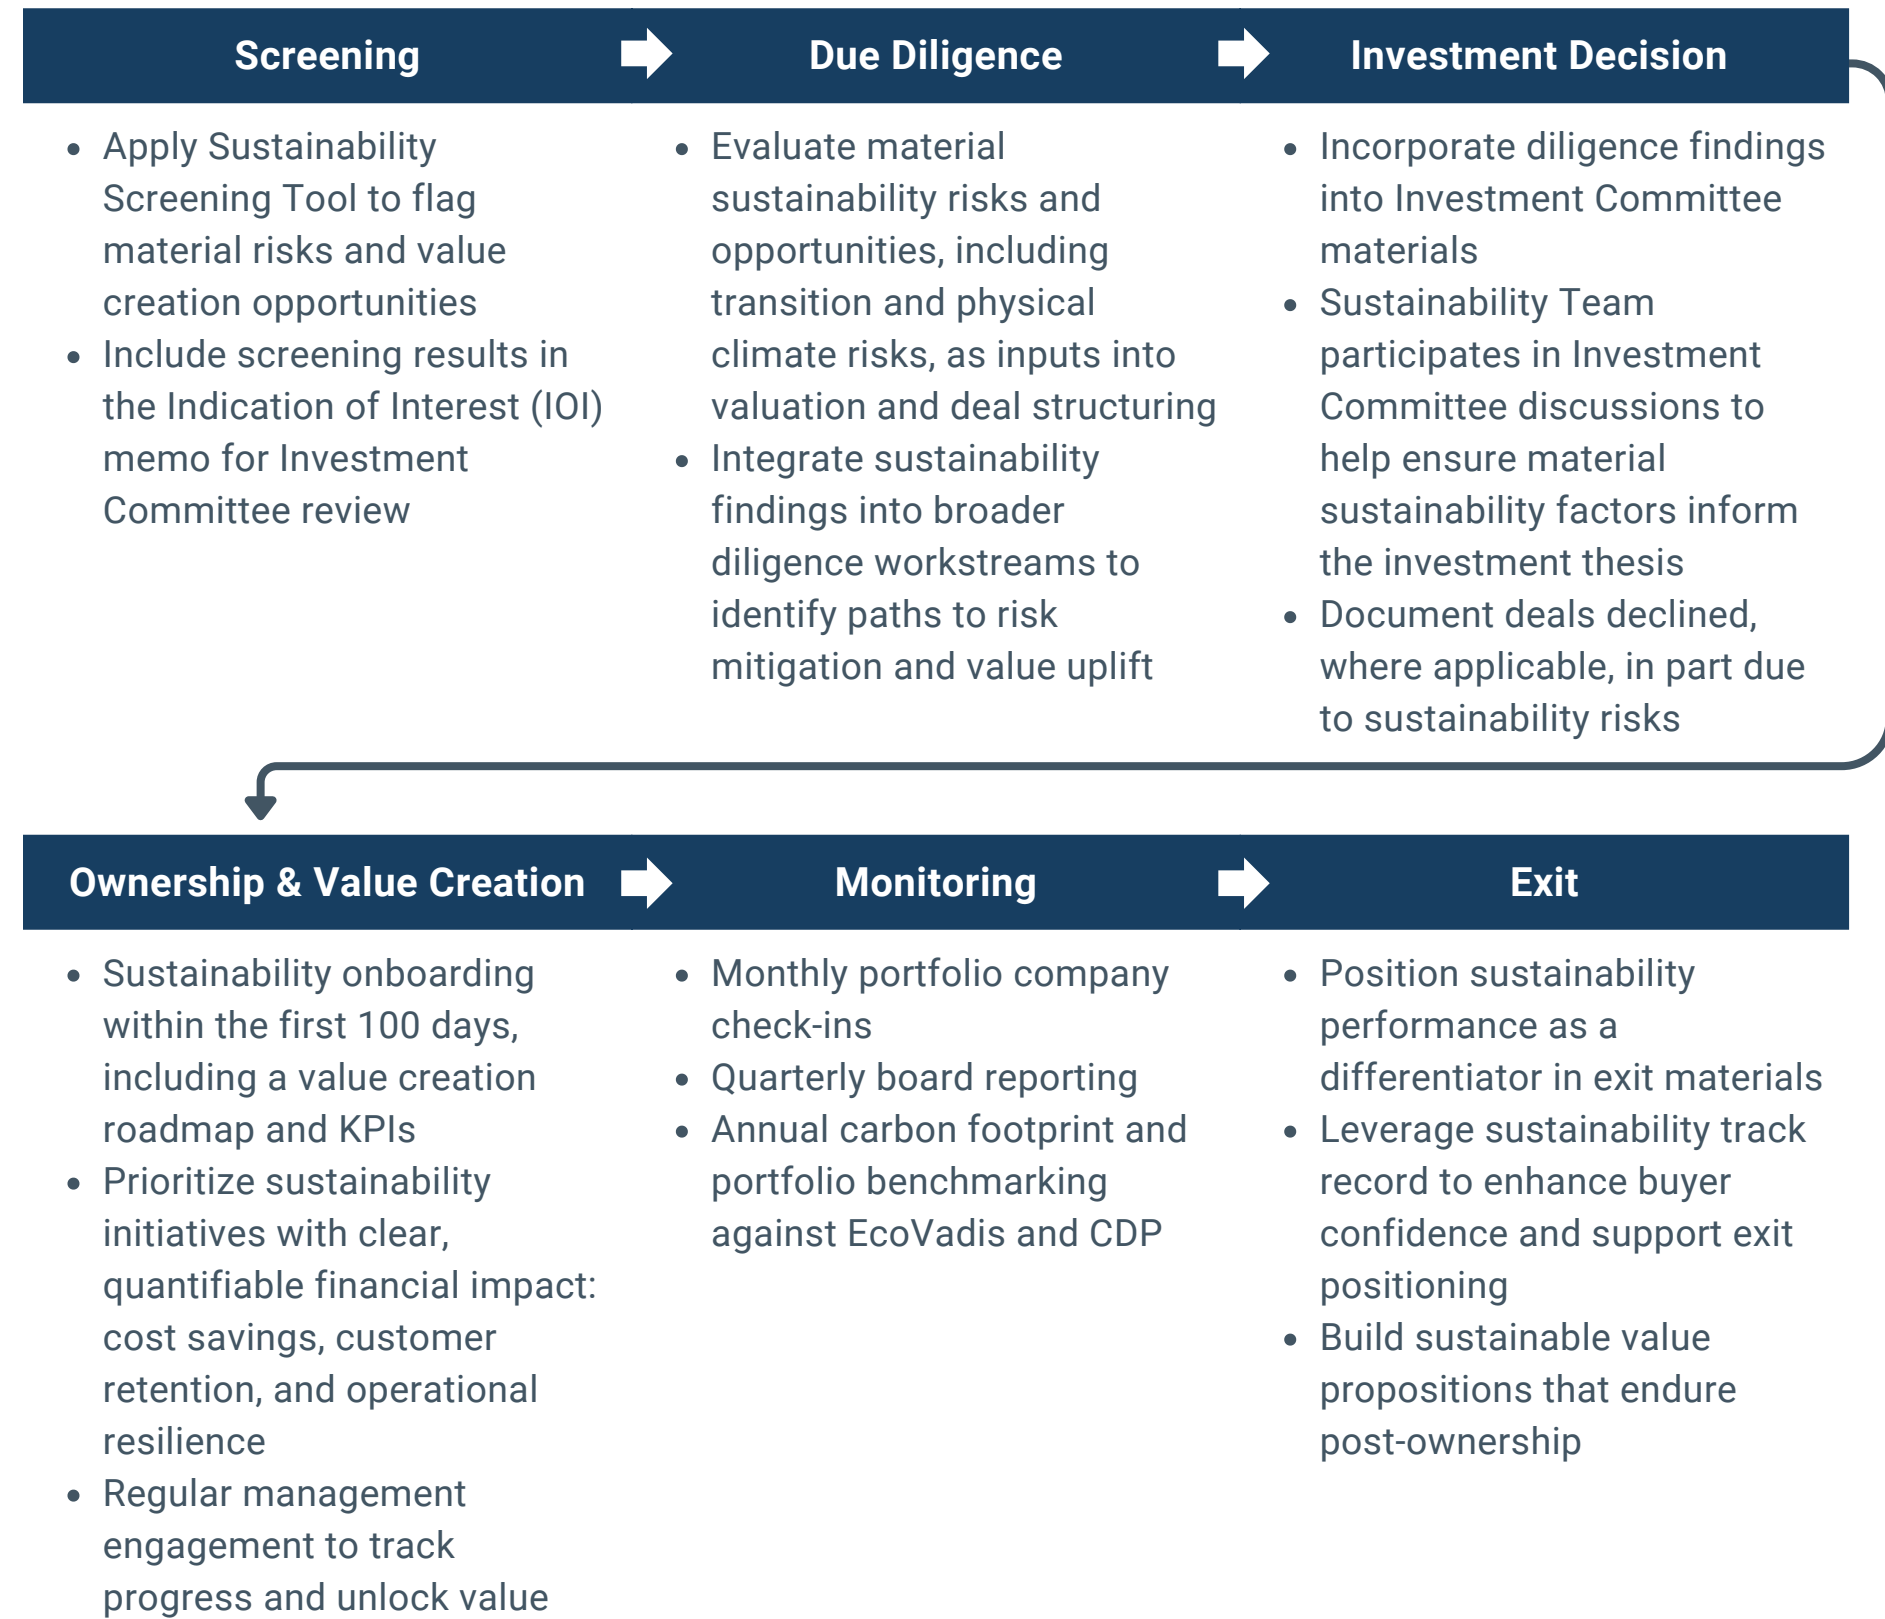 Screening
Due Diligence
Investment Decision
• Apply Sustainability
Screening Tool to flag
material risks and value
creation opportunities
• Include screening results in
the Indication of Interest (IOI)
memo for Investment
Committee review
• Evaluate material
sustainability risks and
opportunities, including
transition and physical
climate risks, as inputs into
valuation and deal structuring
• Integrate sustainability
findings into broader
diligence workstreams to
identify paths to risk
mitigation and value uplift
• Incorporate diligence findings
into Investment Committee
materials
• Sustainability Team
participates in Investment
Committee discussions to
help ensure material
sustainability factors inform
the investment thesis
• Document deals declined,
where applicable, in part due
to sustainability risks
Ownership & Value Creation
Monitoring
Exit
• Sustainability onboarding
within the first 100 days,
including a value creation
roadmap and KPIs
• Prioritize sustainability
initiatives with clear,
quantifiable financial impact:
cost savings, customer
retention, and operational
resilience
• Regular management
engagement to track
progress and unlock value
• Monthly portfolio company
check-ins
• Quarterly board reporting
• Annual carbon footprint and
portfolio benchmarking
against EcoVadis and CDP
• Position sustainability
performance as a
differentiator in exit materials
• Leverage sustainability track
record to enhance buyer
confidence and support exit
positioning
• Build sustainable value
propositions that endure
post-ownership